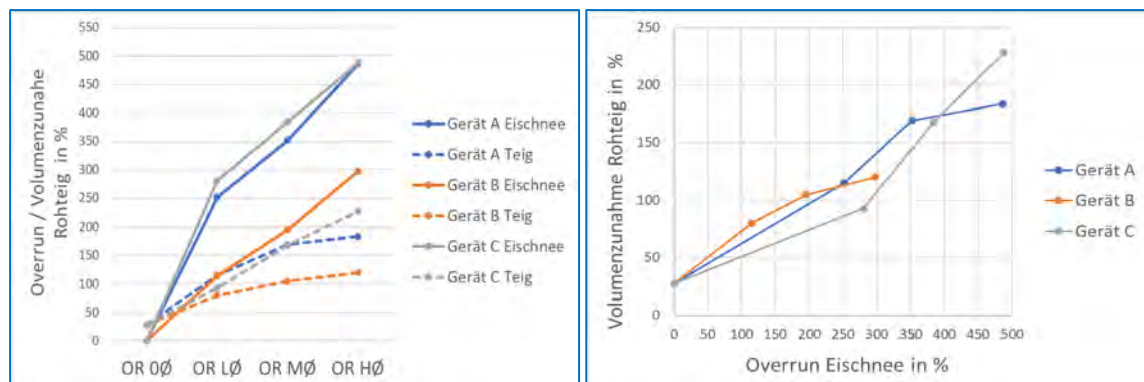 Overrun / Volumenzunahe
Rohteig in %
550
500
450
400
350
300
250
200
150
100
50
0
OR 0Ø OR LØ OR MØ OR HØ
Gerät A Eischnee
Gerät A Teig
Gerät B Eischnee
Gerät B Teig
Gerät C Eischnee
Gerät C Teig
Volumenzunahme Rohteig in %
250
200
150
100
50
0
0 50 100 150 200 250 300 350 400 450 500
Overrun Eischnee in %
Gerät A
Gerät B
Gerät C